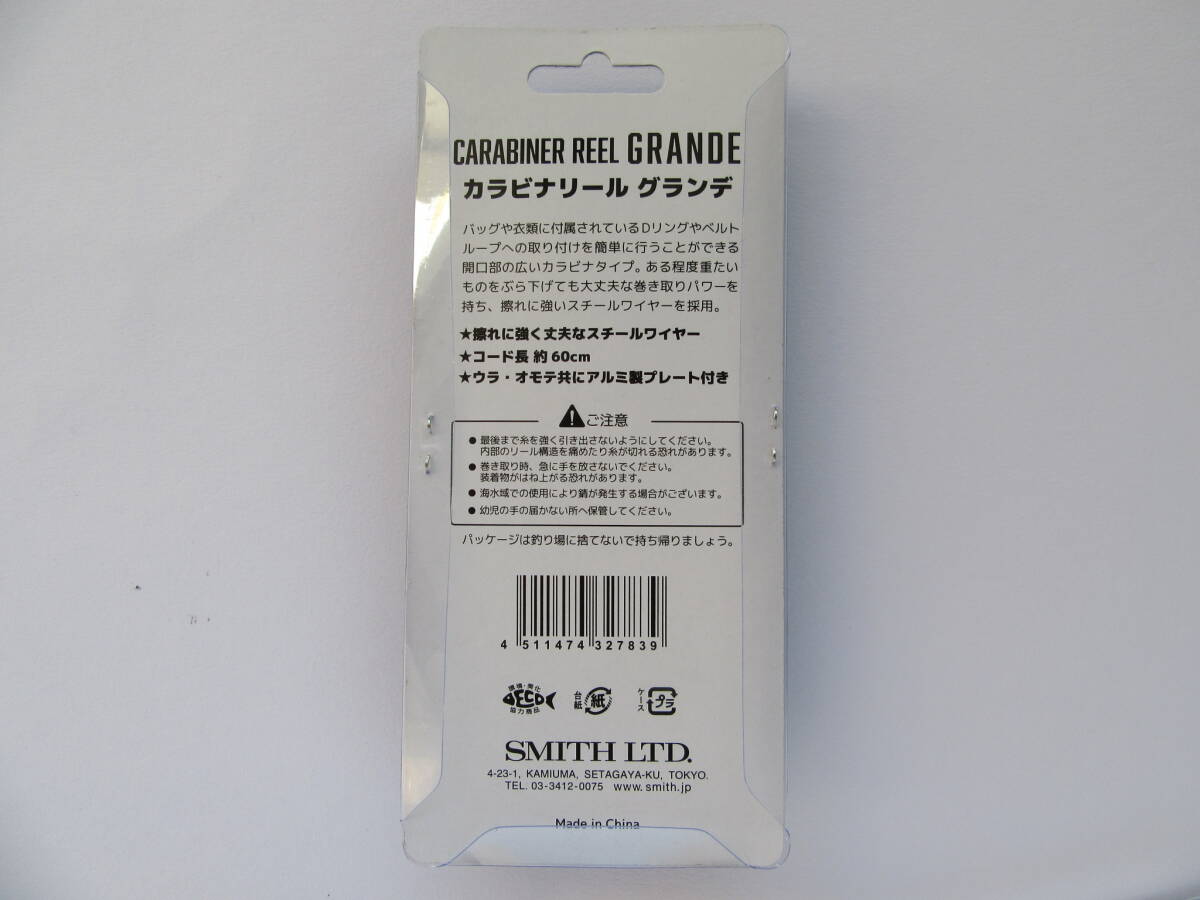 CARABINER REEL GRANDE
カラビナリール グランデ
バッグや衣類に付属されているDリングやベルト
ループへの取り付けを簡単に行うことができる
開口部の広いカラビナタイプ。ある程度重たい
ものをぶら下げても大丈夫な巻き取りパワーを
持ち、擦れに強いスチールワイヤーを採用。
★擦れに強く丈夫なスチールワイヤー
★コード長 約60cm
★ウラ・オモテ共にアルミ製プレート付き
ご注意
● 最後まで糸を強く引き出さないようにしてください。
内部のリール構造を痛めたり糸が切れる恐れがあります。
● 巻き取り時、急に手を放さないでください。
装着物がはね上がる恐れがあります。
● 海水域での使用により錆が発生する場合がございます。
● 幼児の手の届かない所へ保管してください。
パッケージは釣り場に捨てないで持ち帰りましょう。
4 511474 327839
環境・美化
ECO
協力商品
台紙
紙
ケース
プラ
SMITH LTD.
4-23-1, KAMIUMA, SETAGAYA-KU, TOKYO.
TEL. 03-3412-0075 www.smith.jp
Made in China